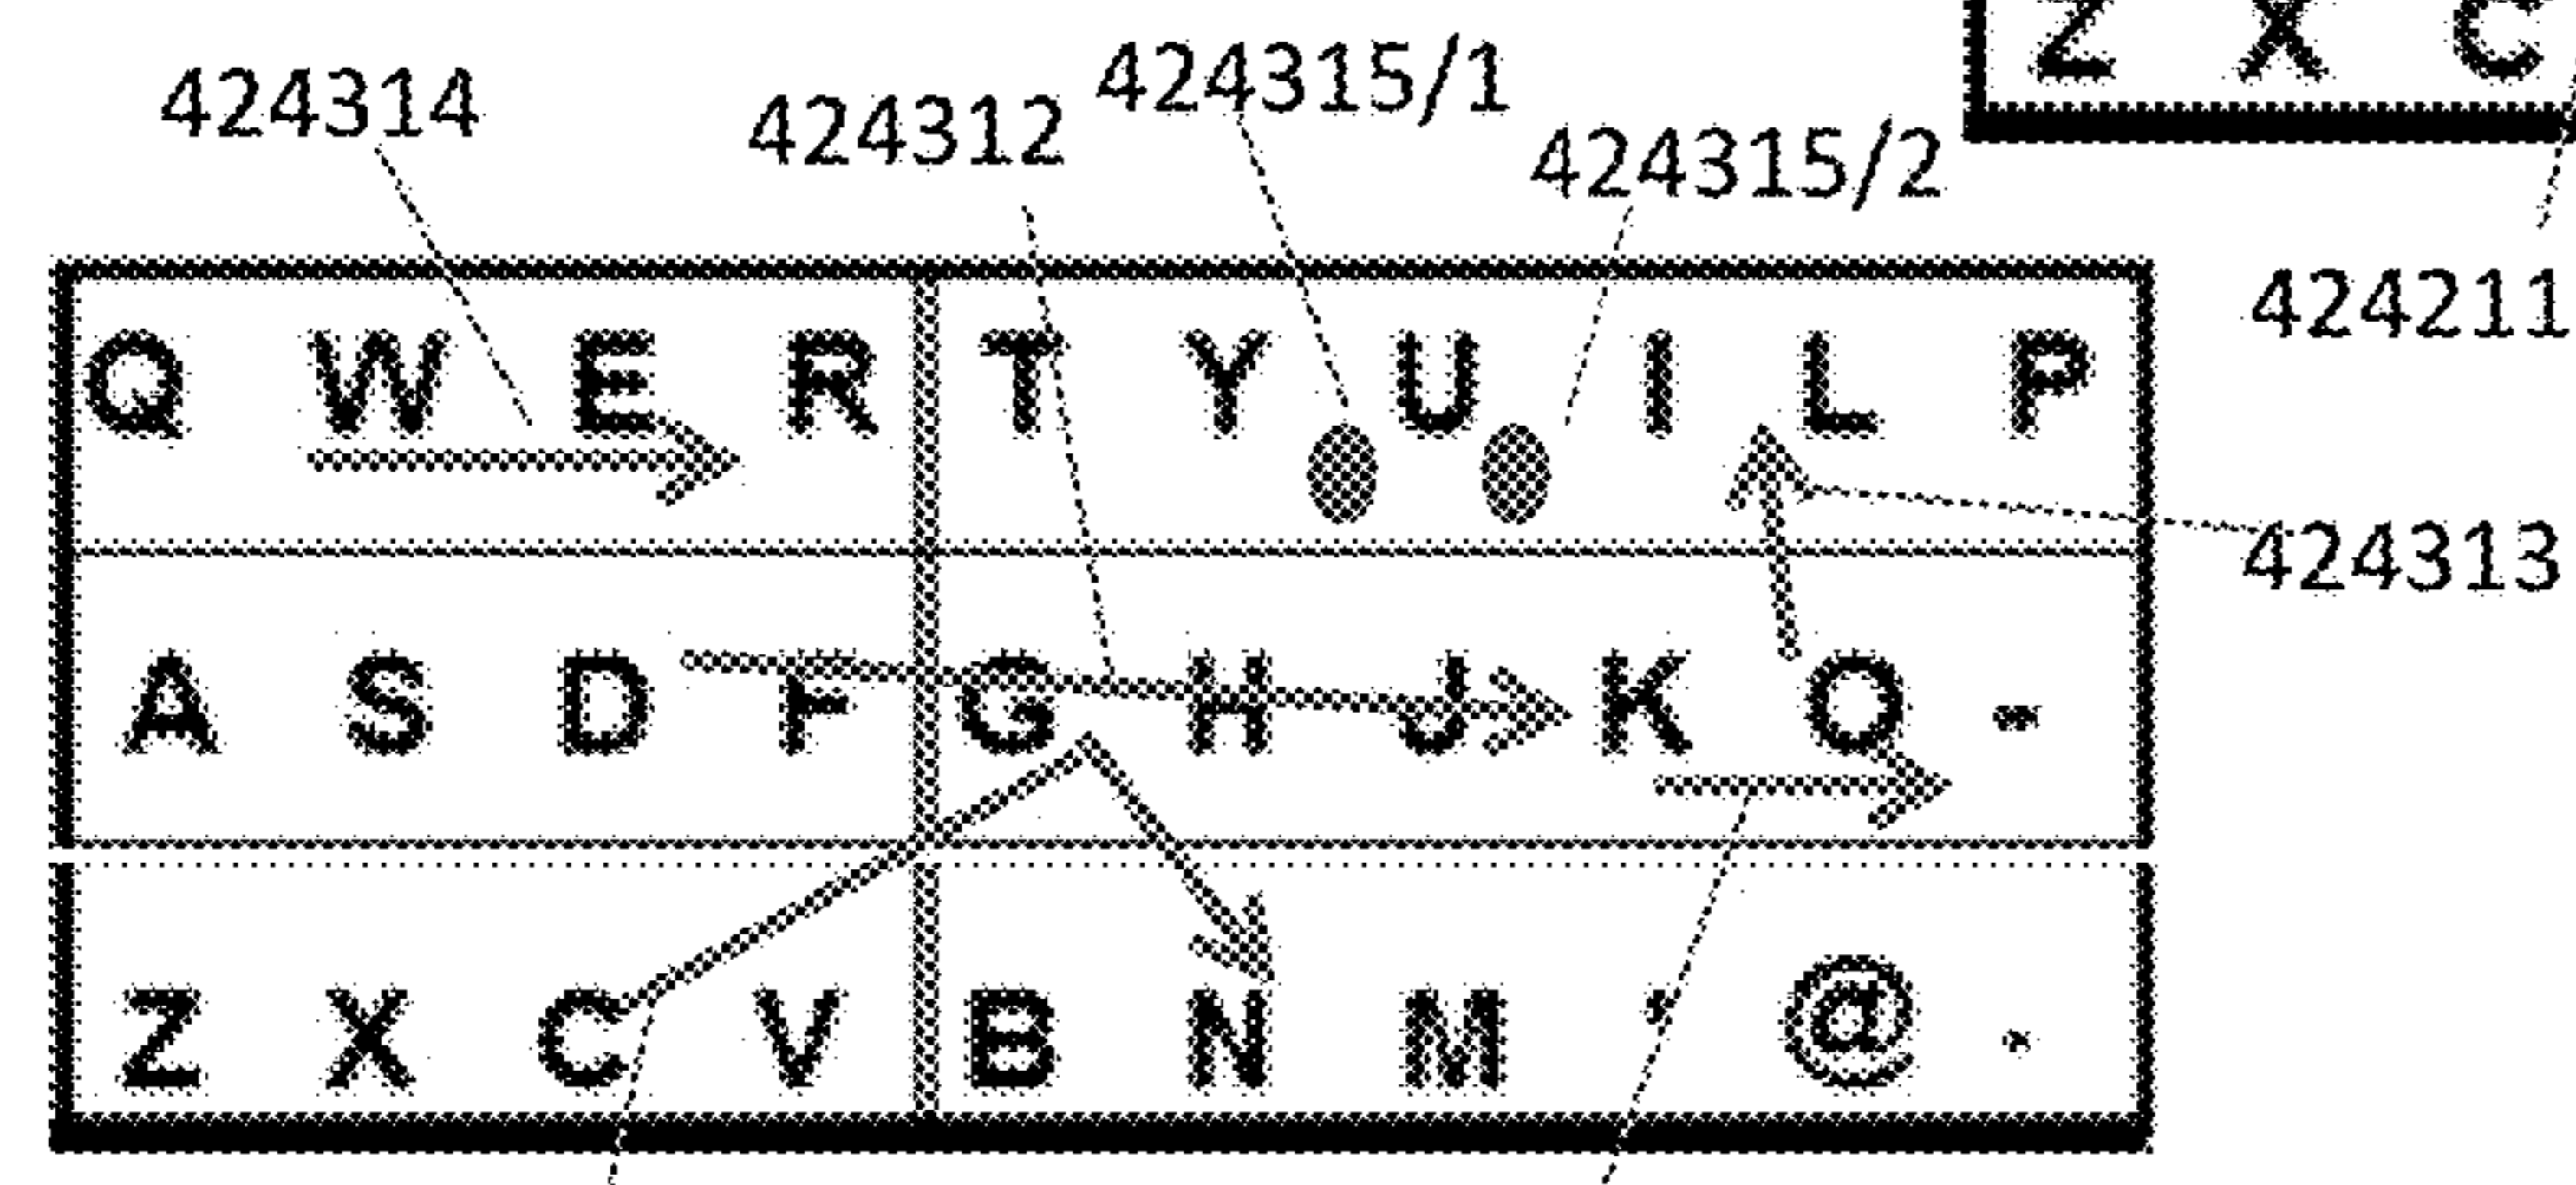 Z X C
424314 424312 424315/1 424315/2
424211
Q W E R T Y U I L P
424313
A S D F G H J K O -
Z X C V B N M ' @ .